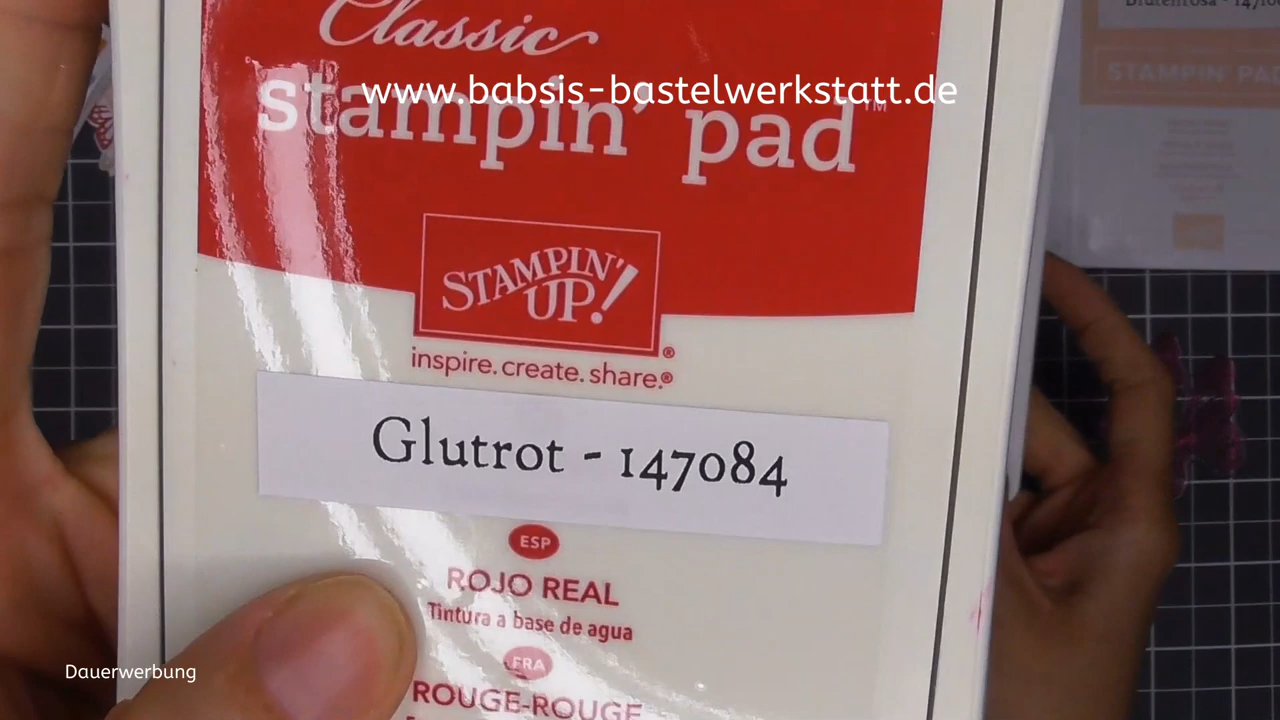 Classic
www.babsis-bastelwerkstatt.de
stampin' pad™
STAMPIN'
UP!®
inspire. create. share.®
Glutrot - 147084
ESP
ROJO REAL
Tintura a base de agua
FRA
ROUGE-ROUGE
Dauerwerbung
STAMPIN' PAD